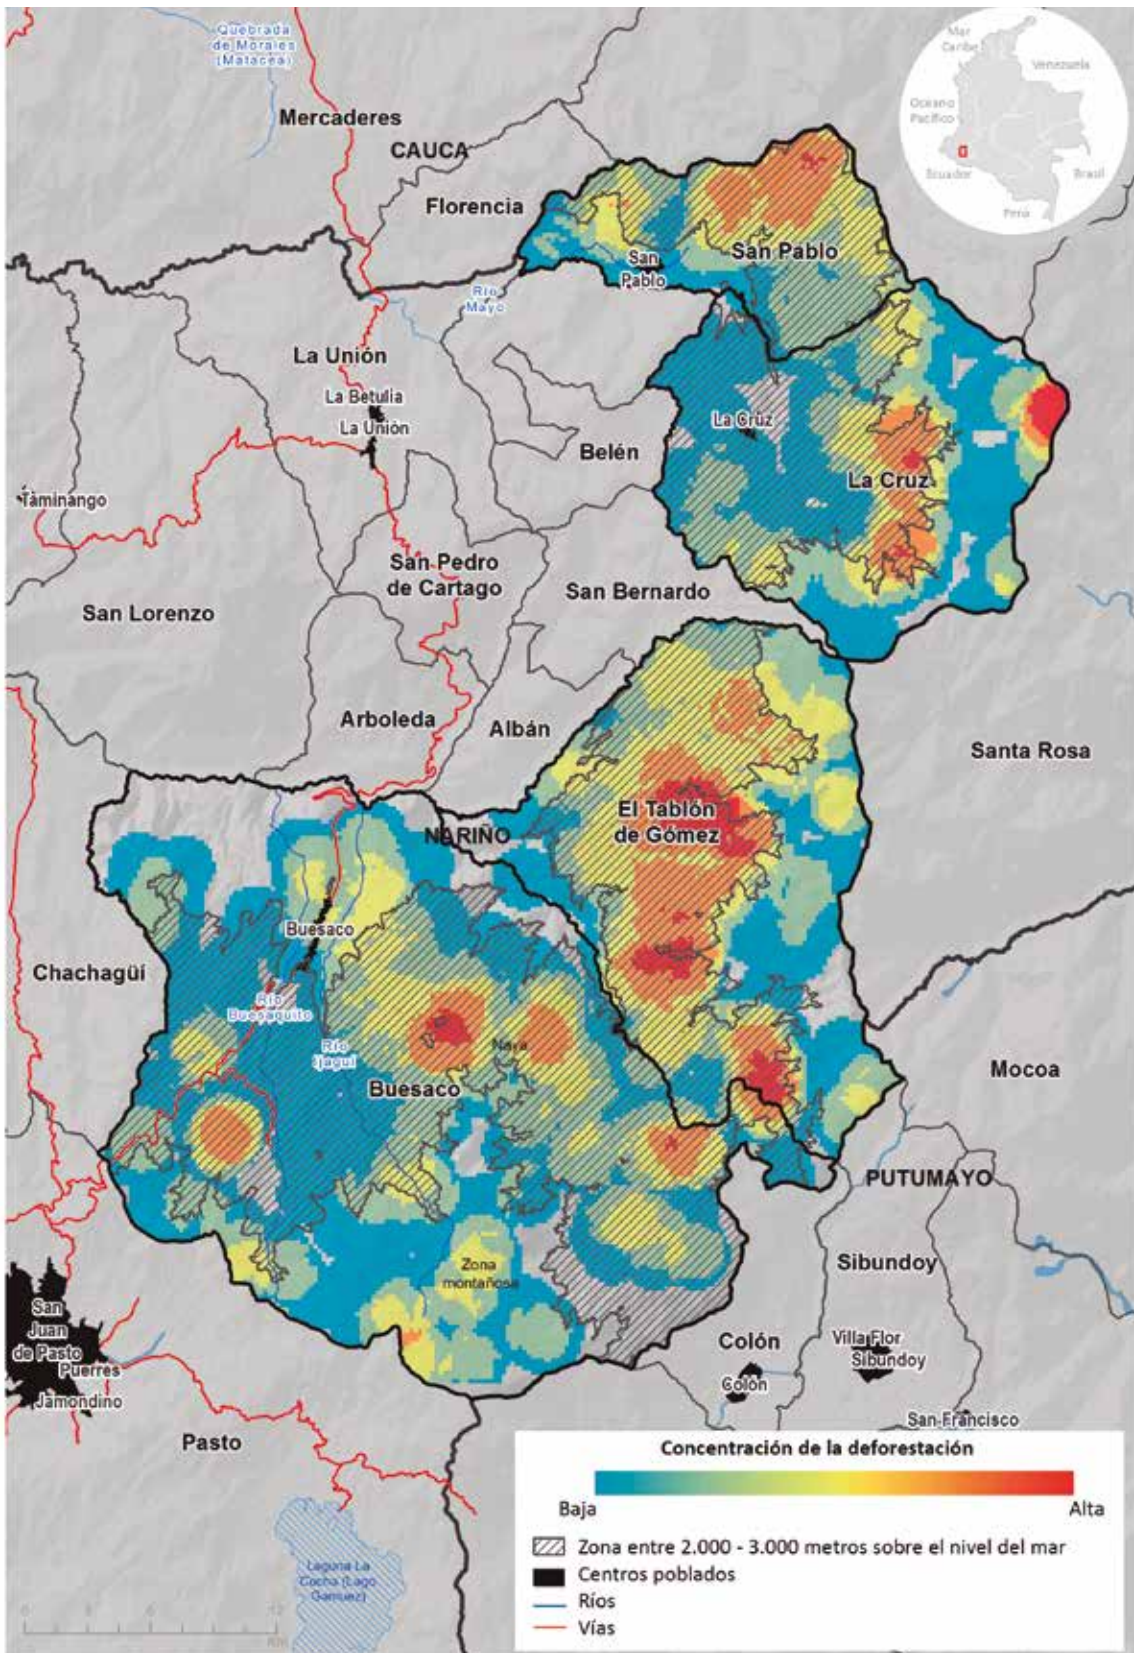 Quebrada
de Morales
(Matacea)
Mar
Caribe
Venezuela
Oceano
Pacífico
Ecuador
Brasil
Perú
Mercaderes
CAUCA
Florencia
San Pablo
San
Pablo
Río
Mayo
La Unión
La Betulia
La Unión
La Cruz
Belén
La Cruz
Taminango
San Pedro
de Cartago
San Bernardo
San Lorenzo
Arboleda
Albán
Santa Rosa
El Tablón
de Gómez
NARIÑO
Buesaco
Chachagüí
Río
Buesaquito
Río
Ijagui
Naya
Buesaco
Mocoa
PUTUMAYO
Sibundoy
Zona
montañosa
San
Juan
de Pasto
Puerres
Jamondino
Colón
Villa Flor
Sibundoy
Colón
San Francisco
Pasto
Laguna La
Cocha (Lago
Guamuez)
Concentración de la deforestación
Baja
Alta
Zona entre 2.000 - 3.000 metros sobre el nivel del mar
Centros poblados
Ríos
Vías